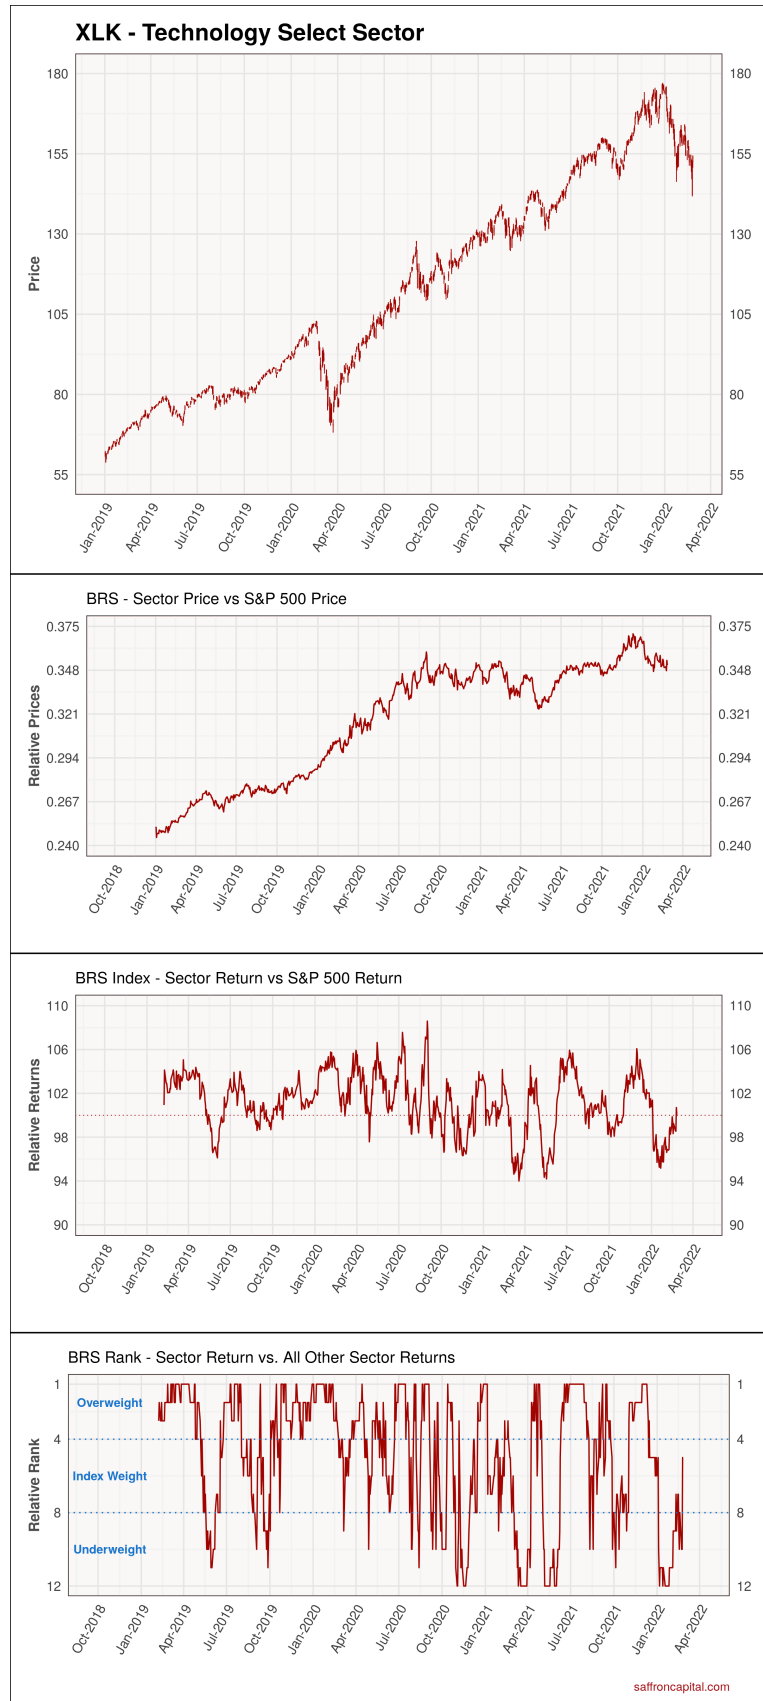 XLK - Technology Select Sector
Price
180 180
155 155
130 130
105 105
80 80
55 55
Jan-2019 Apr-2019 Jul-2019 Oct-2019 Jan-2020 Apr-2020 Jul-2020 Oct-2020 Jan-2021 Apr-2021 Jul-2021 Oct-2021 Jan-2022 Apr-2022
BRS - Sector Price vs S&P 500 Price
Relative Prices
0.375 0.375
0.348 0.348
0.321 0.321
0.294 0.294
0.267 0.267
0.240 0.240
Oct-2018 Jan-2019 Apr-2019 Jul-2019 Oct-2019 Jan-2020 Apr-2020 Jul-2020 Oct-2020 Jan-2021 Apr-2021 Jul-2021 Oct-2021 Jan-2022 Apr-2022
BRS Index - Sector Return vs S&P 500 Return
Relative Returns
110 110
106 106
102 102
98 98
94 94
90 90
Oct-2018 Jan-2019 Apr-2019 Jul-2019 Oct-2019 Jan-2020 Apr-2020 Jul-2020 Oct-2020 Jan-2021 Apr-2021 Jul-2021 Oct-2021 Jan-2022 Apr-2022
BRS Rank - Sector Return vs. All Other Sector Returns
Relative Rank
1 1
Overweight
4 4
Index Weight
8 8
Underweight
12 12
Oct-2018 Jan-2019 Apr-2019 Jul-2019 Oct-2019 Jan-2020 Apr-2020 Jul-2020 Oct-2020 Jan-2021 Apr-2021 Jul-2021 Oct-2021 Jan-2022 Apr-2022
saffroncapital.com